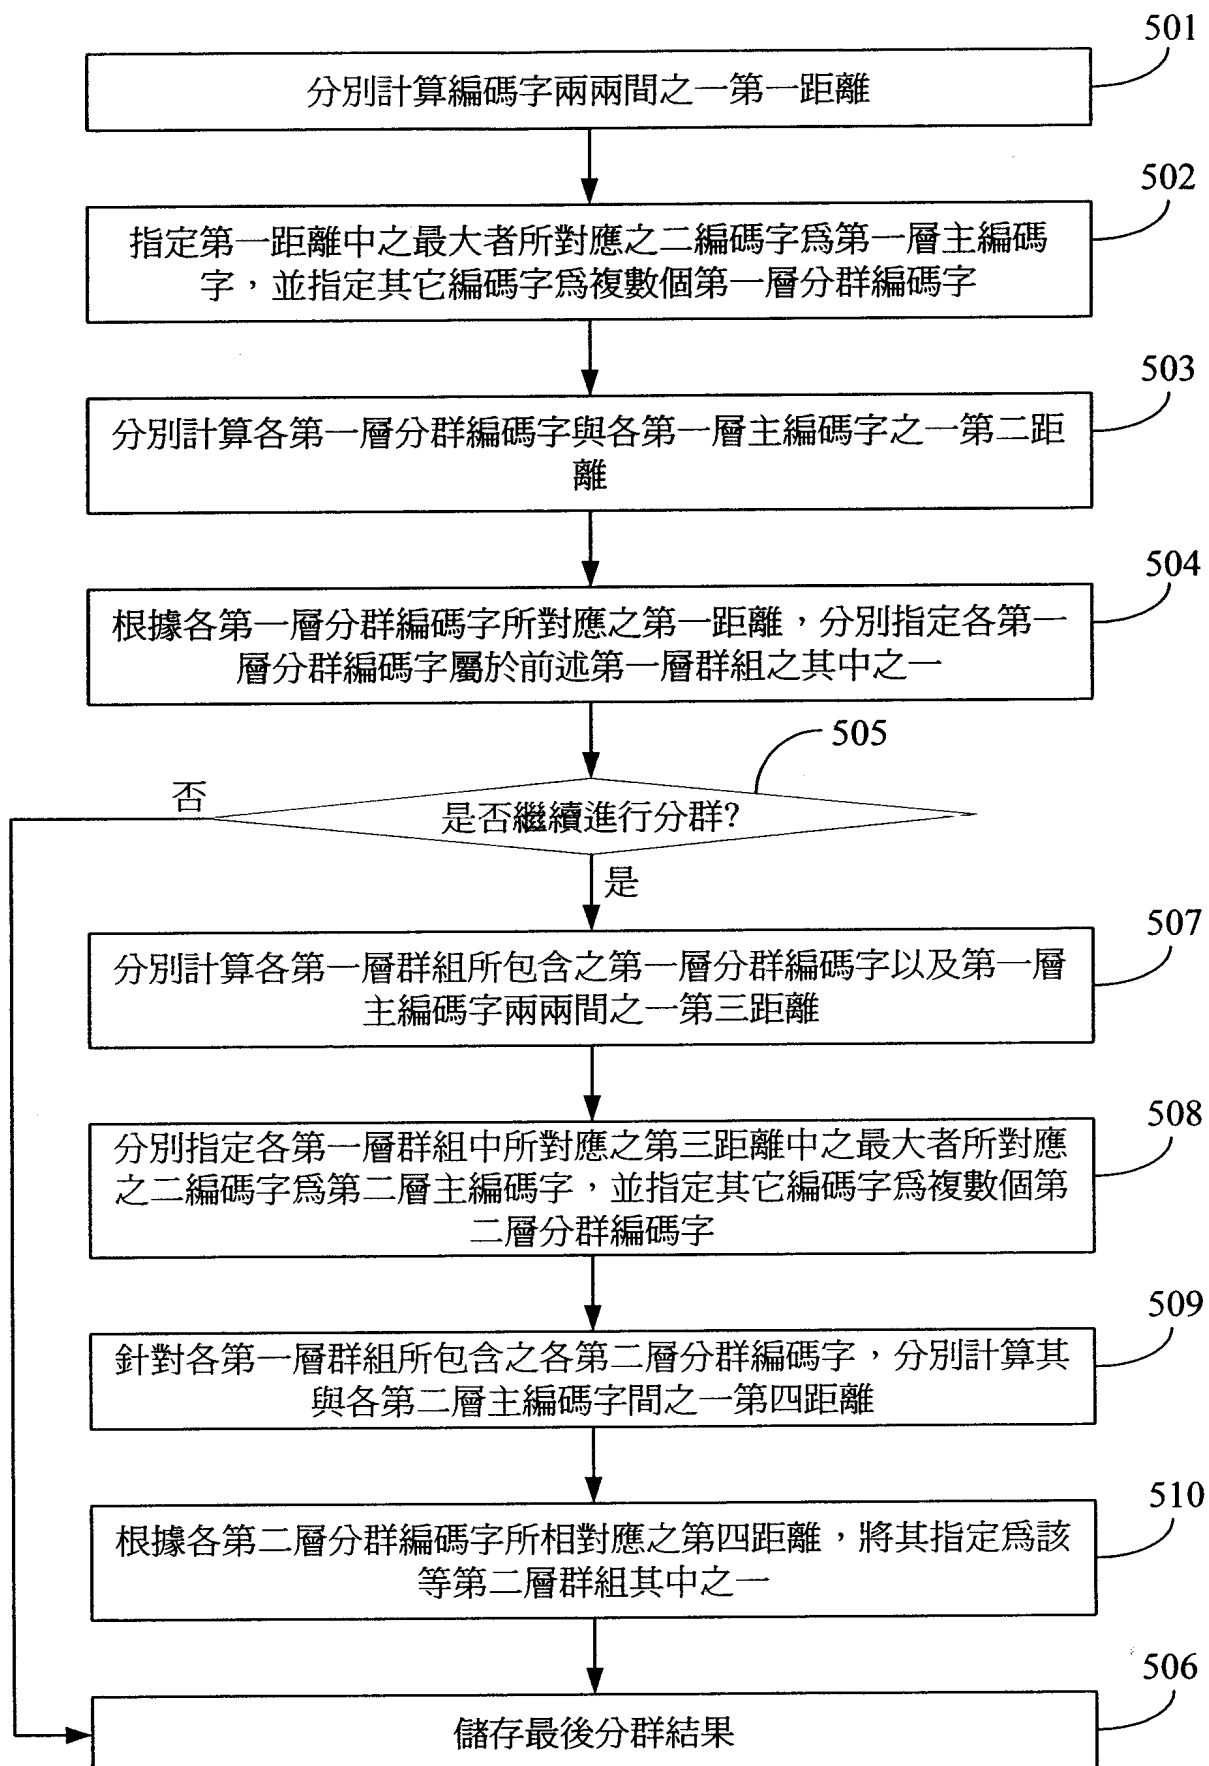 501
分別計算編碼字兩兩間之一第一距離
502
指定第一距離中之最大者所對應之二編碼字為第一層主編碼
字，並指定其它編碼字為複數個第一層分群編碼字
503
分別計算各第一層分群編碼字與各第一層主編碼字之一第二距
離
504
根據各第一層分群編碼字所對應之第一距離，分別指定各第一
層分群編碼字屬於前述第一層群組之其中之一
505
否
是否繼續進行分群?
是
507
分別計算各第一層群組所包含之第一層分群編碼字以及第一層
主編碼字兩兩間之一第三距離
508
分別指定各第一層群組中所對應之第三距離中之最大者所對應
之二編碼字為第二層主編碼字，並指定其它編碼字為複數個第
二層分群編碼字
509
針對各第一層群組所包含之各第二層分群編碼字，分別計算其
與各第二層主編碼字間之一第四距離
510
根據各第二層分群編碼字所相對應之第四距離，將其指定為該
等第二層群組其中之一
506
儲存最後分群結果